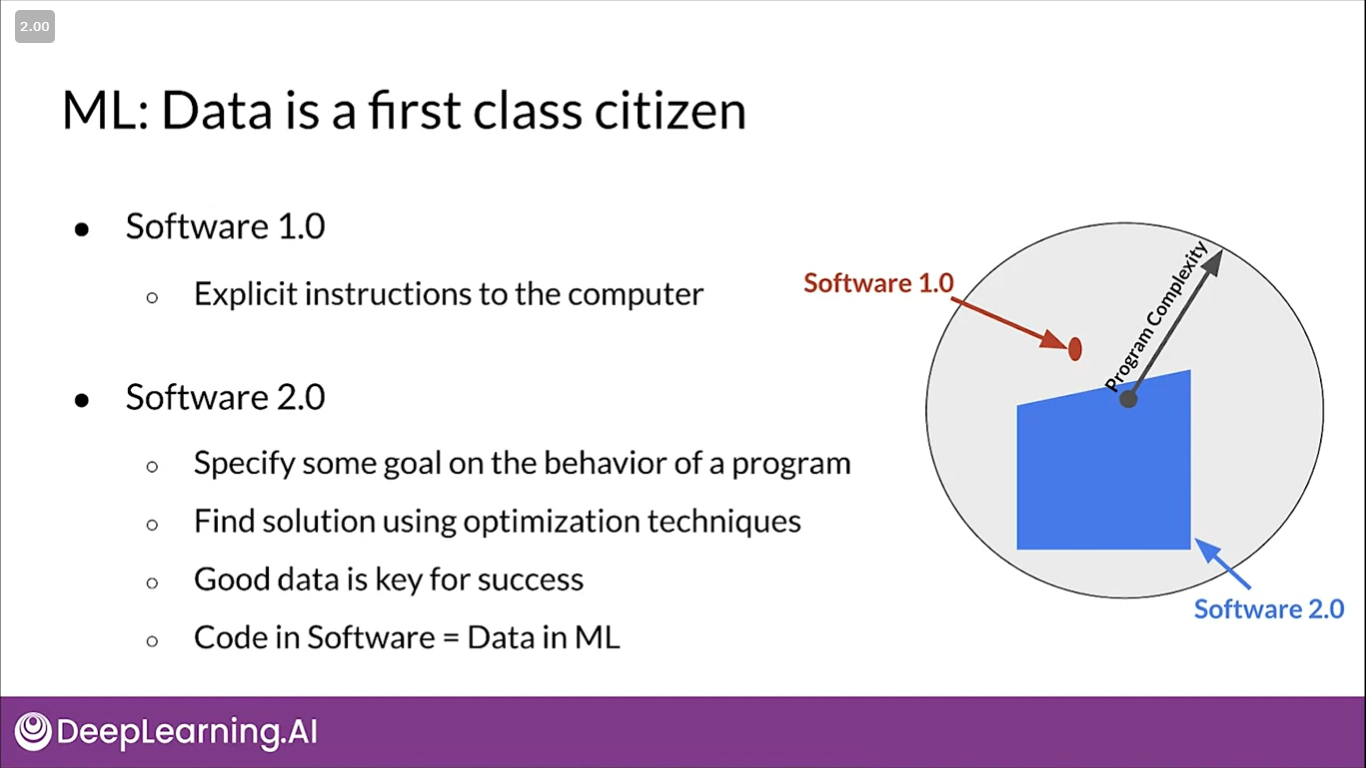 2.00
ML: Data is a first class citizen
● Software 1.0
○ Explicit instructions to the computer
● Software 2.0
○ Specify some goal on the behavior of a program
○ Find solution using optimization techniques
○ Good data is key for success
○ Code in Software = Data in ML
Software 1.0
Program Complexity
Software 2.0
DeepLearning.AI